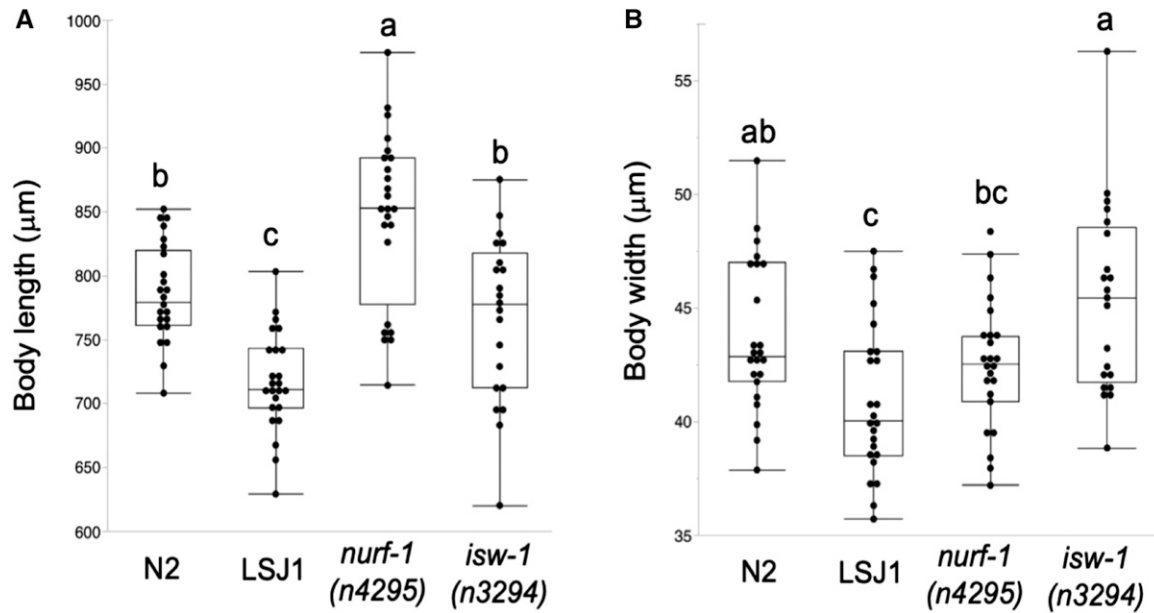 A
Body length (μm)
1000
950
900
850
800
750
700
650
600
b
c
a
b
N2
LSJ1
nurf-1
(n4295)
isw-1
(n3294)
B
Body width (μm)
55
50
45
40
35
ab
c
bc
a
N2
LSJ1
nurf-1
(n4295)
isw-1
(n3294)